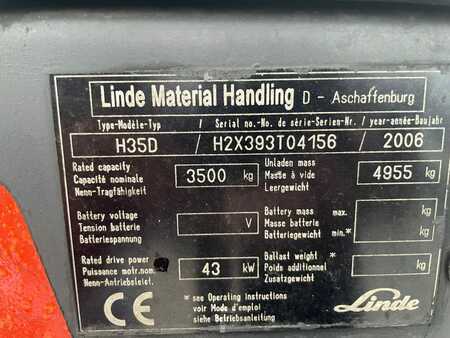 Linde Material Handling D - Aschaffenburg
Type-Modèle-Typ / Serial no.-No. de série-Serien-Nr. / year-année-Baujahr
H35D / H2X393T04156 / 2006
Rated capacity
Capacité nominale 3500 kg
Nenn-Tragfähigkeit
Unladen mass
Masse à vide 4955 kg
Leergewicht
Battery voltage
Tension batterie V
Batteriespannung
Battery mass max. kg
Masse batterie
Batteriegewicht min.* kg
Rated drive power
Puissance motr.nom. 43 kW
Nenn-Antriebsleist.
Ballast weight *
Poids additionnel kg
Zusatzgewicht
CE
* see Operating instructions
voir Mode d'emploi
siehe Betriebsanleitung
Linde